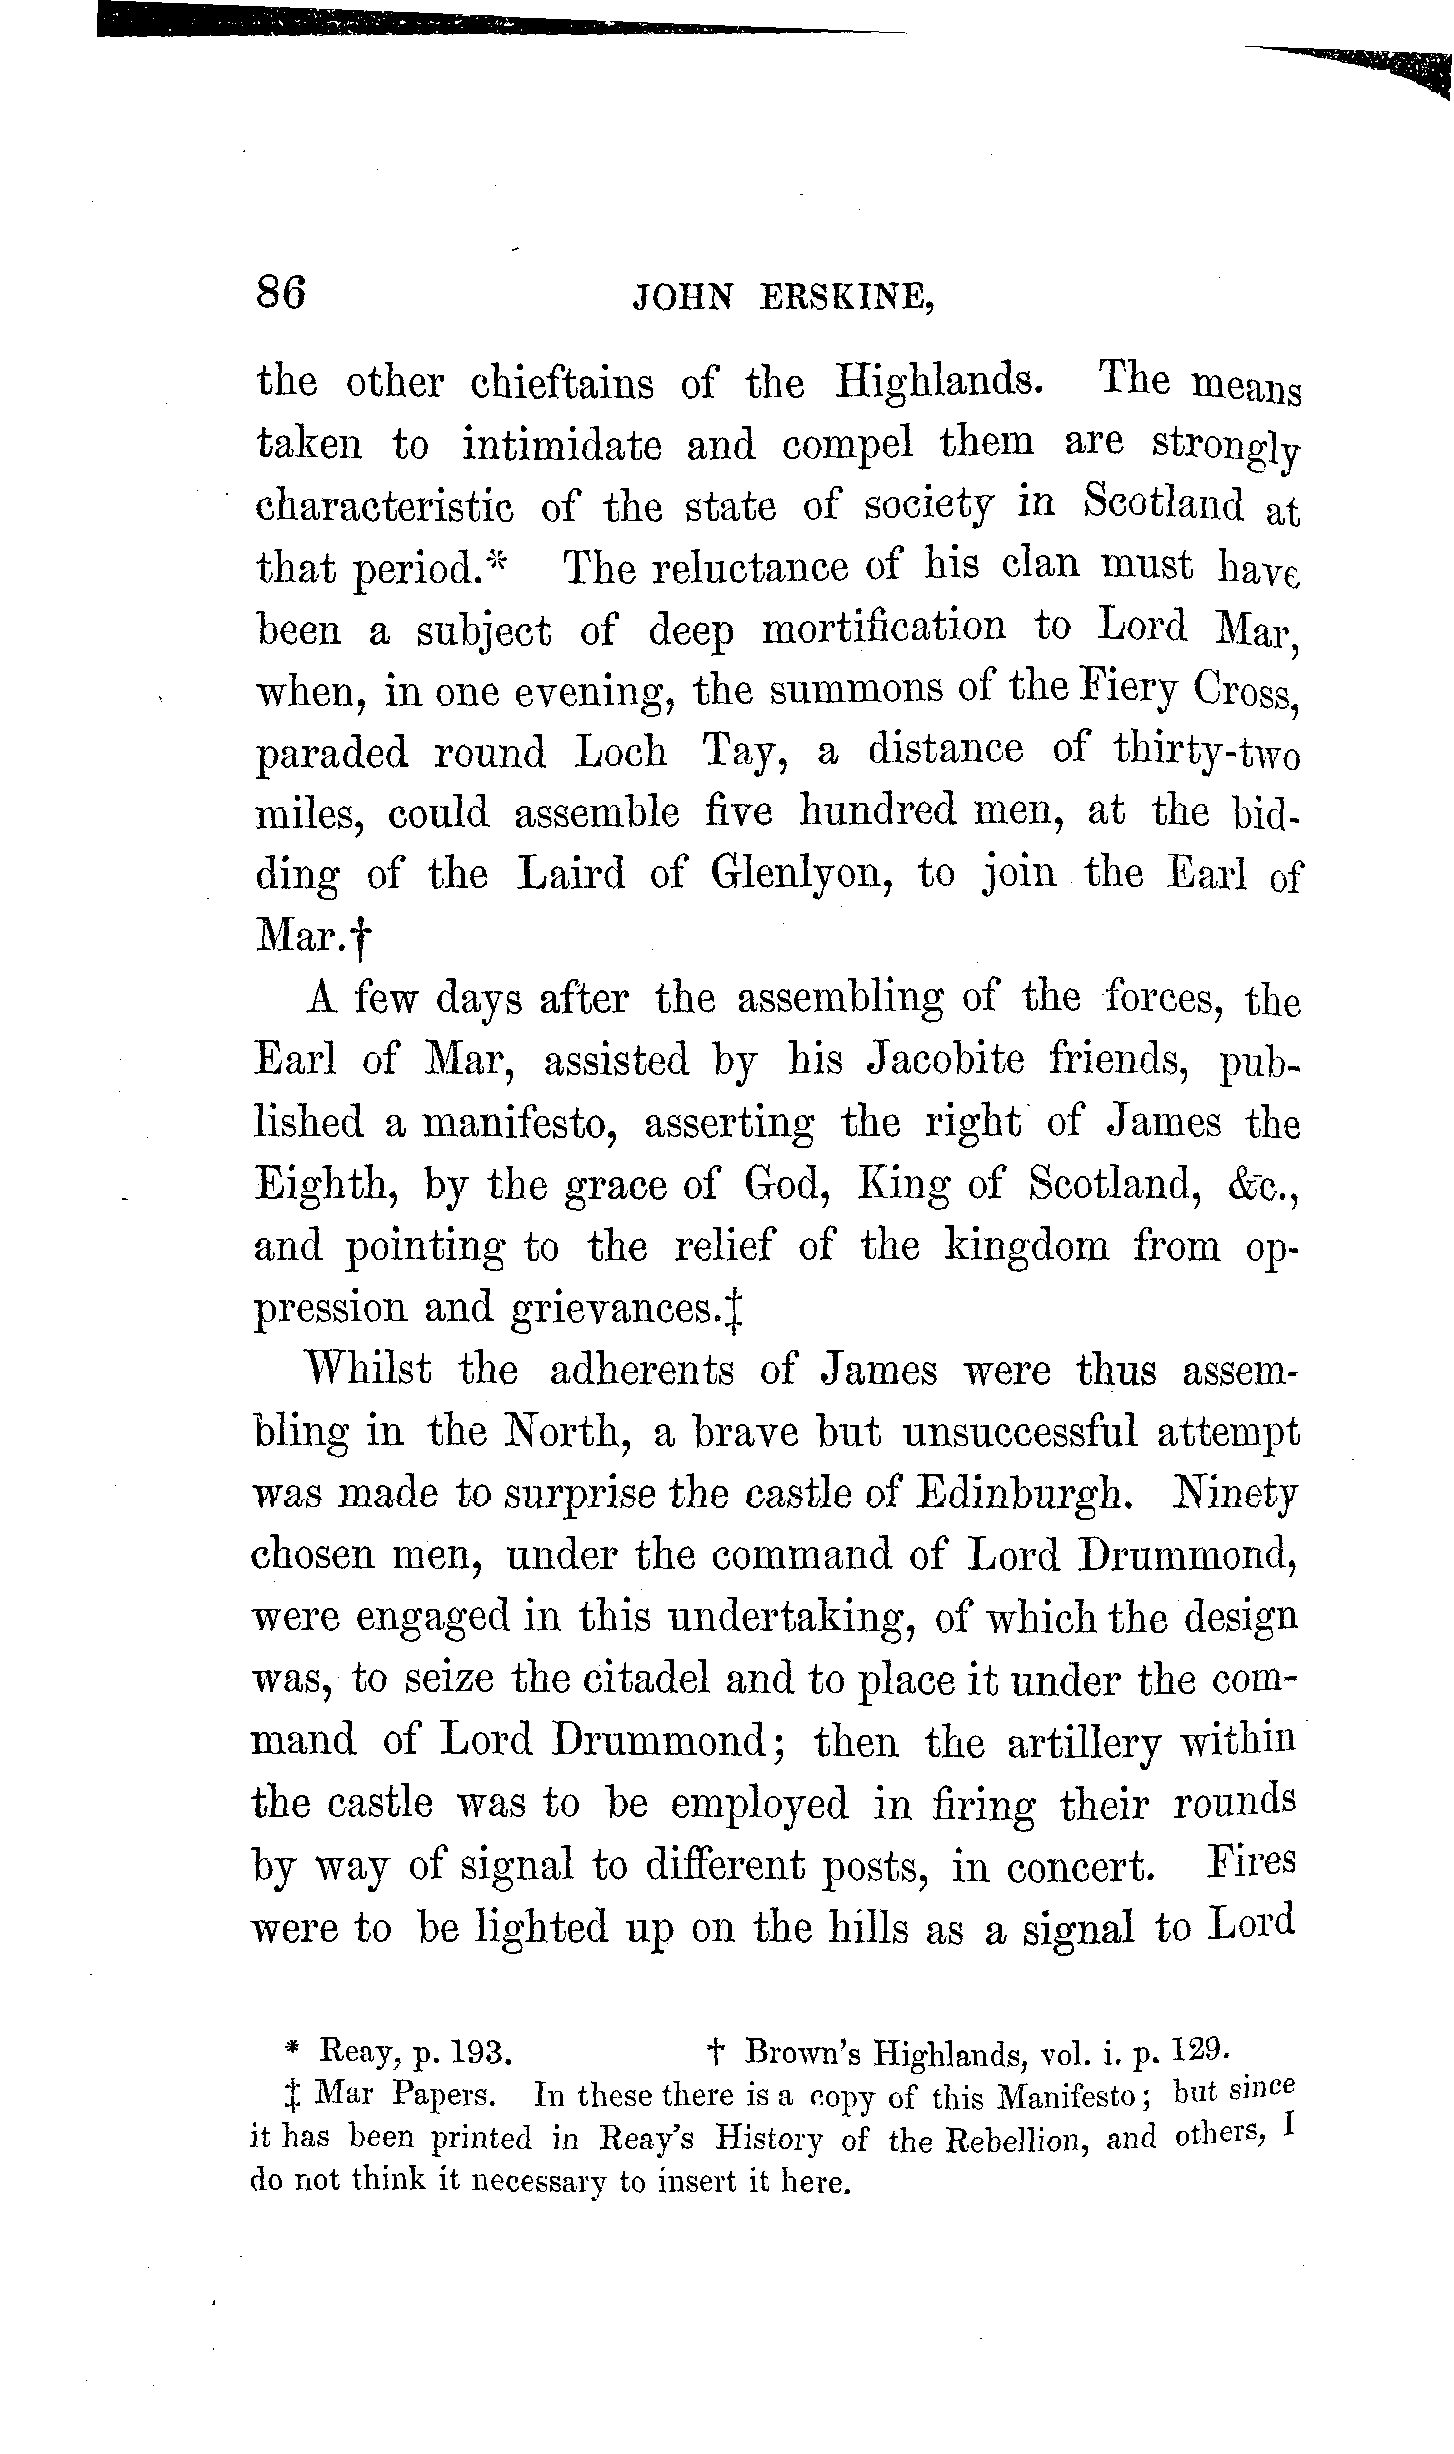 86 JOHN ERSKINE,
the other chieftains of the Highlands. The means
taken to intimidate and compel them are strongly
characteristic of the state of society in Scotland at
that period.* The reluctance of his clan must have
been a subject of deep mortification to Lord Mar,
when, in one evening, the summons of the Fiery Cross,
paraded round Loch Tay, a distance of thirty-two
miles, could assemble five hundred men, at the bid-
ding of the Laird of Glenlyon, to join the Earl of
Mar.†
A few days after the assembling of the forces, the
Earl of Mar, assisted by his Jacobite friends, pub-
lished a manifesto, asserting the right of James the
Eighth, by the grace of God, King of Scotland, &c.,
and pointing to the relief of the kingdom from op-
pression and grievances.‡
Whilst the adherents of James were thus assem-
bling in the North, a brave but unsuccessful attempt
was made to surprise the castle of Edinburgh. Ninety
chosen men, under the command of Lord Drummond,
were engaged in this undertaking, of which the design
was, to seize the citadel and to place it under the com-
mand of Lord Drummond; then the artillery within
the castle was to be employed in firing their rounds
by way of signal to different posts, in concert. Fires
were to be lighted up on the hills as a signal to Lord
* Reay, p. 193. † Brown's Highlands, vol. i. p. 129.
‡ Mar Papers. In these there is a copy of this Manifesto; but since
it has been printed in Reay's History of the Rebellion, and others, I
do not think it necessary to insert it here.